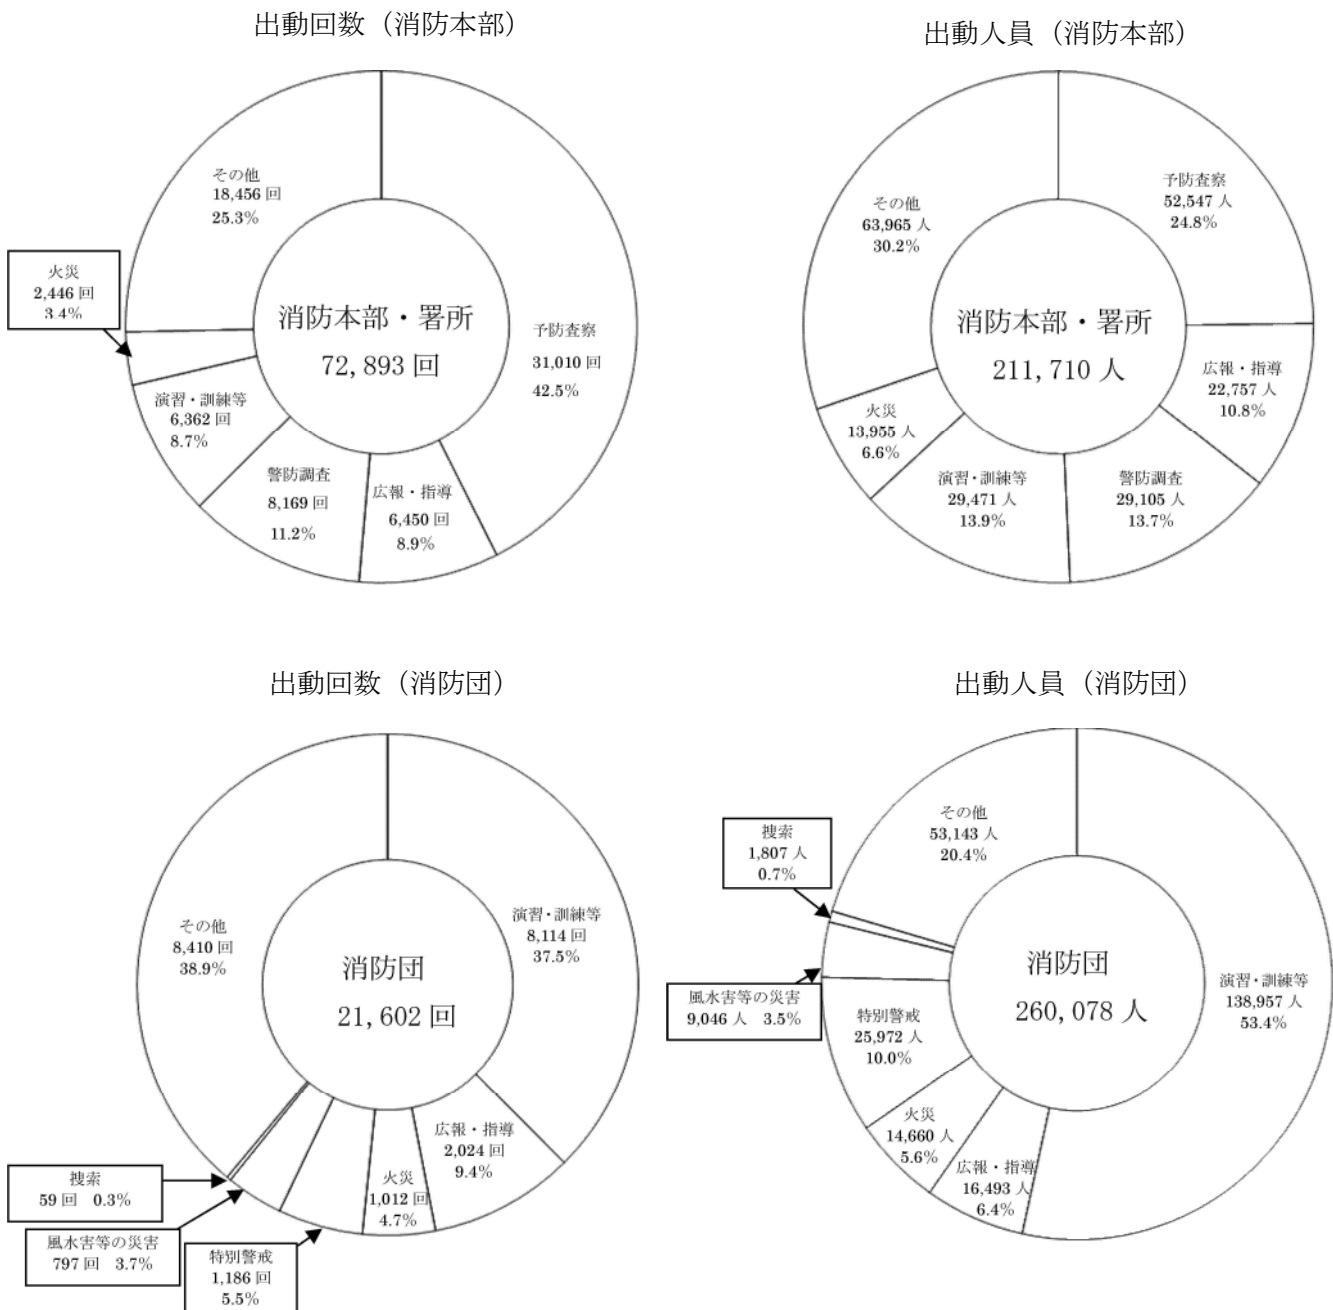 出動回数（消防本部）
その他
18,456 回
25.3%
火災
2,446 回
3.4%
消防本部・署所
72,893 回
予防査察
31,010 回
42.5%
演習・訓練等
6,362 回
8.7%
警防調査
8,169 回
11.2%
広報・指導
6,450 回
8.9%
出動人員（消防本部）
その他
63,965 人
30.2%
予防査察
52,547 人
24.8%
消防本部・署所
211,710 人
広報・指導
22,757 人
10.8%
火災
13,955 人
6.6%
演習・訓練等
29,471 人
13.9%
警防調査
29,105 人
13.7%
出動回数（消防団）
その他
8,410 回
38.9%
演習・訓練等
8,114 回
37.5%
消防団
21,602 回
広報・指導
2,024 回
9.4%
火災
1,012 回
4.7%
捜索
59 回 0.3%
風水害等の災害
797 回 3.7%
特別警戒
1,186 回
5.5%
出動人員（消防団）
その他
53,143 人
20.4%
捜索
1,807 人
0.7%
消防団
260,078 人
演習・訓練等
138,957 人
53.4%
風水害等の災害
9,046 人 3.5%
特別警戒
25,972 人
10.0%
火災
14,660 人
5.6%
広報・指導
16,493 人
6.4%